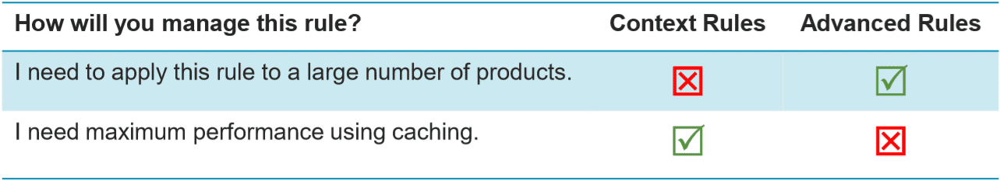 How will you manage this rule? Context Rules Advanced Rules
I need to apply this rule to a large number of products.
I need maximum performance using caching.